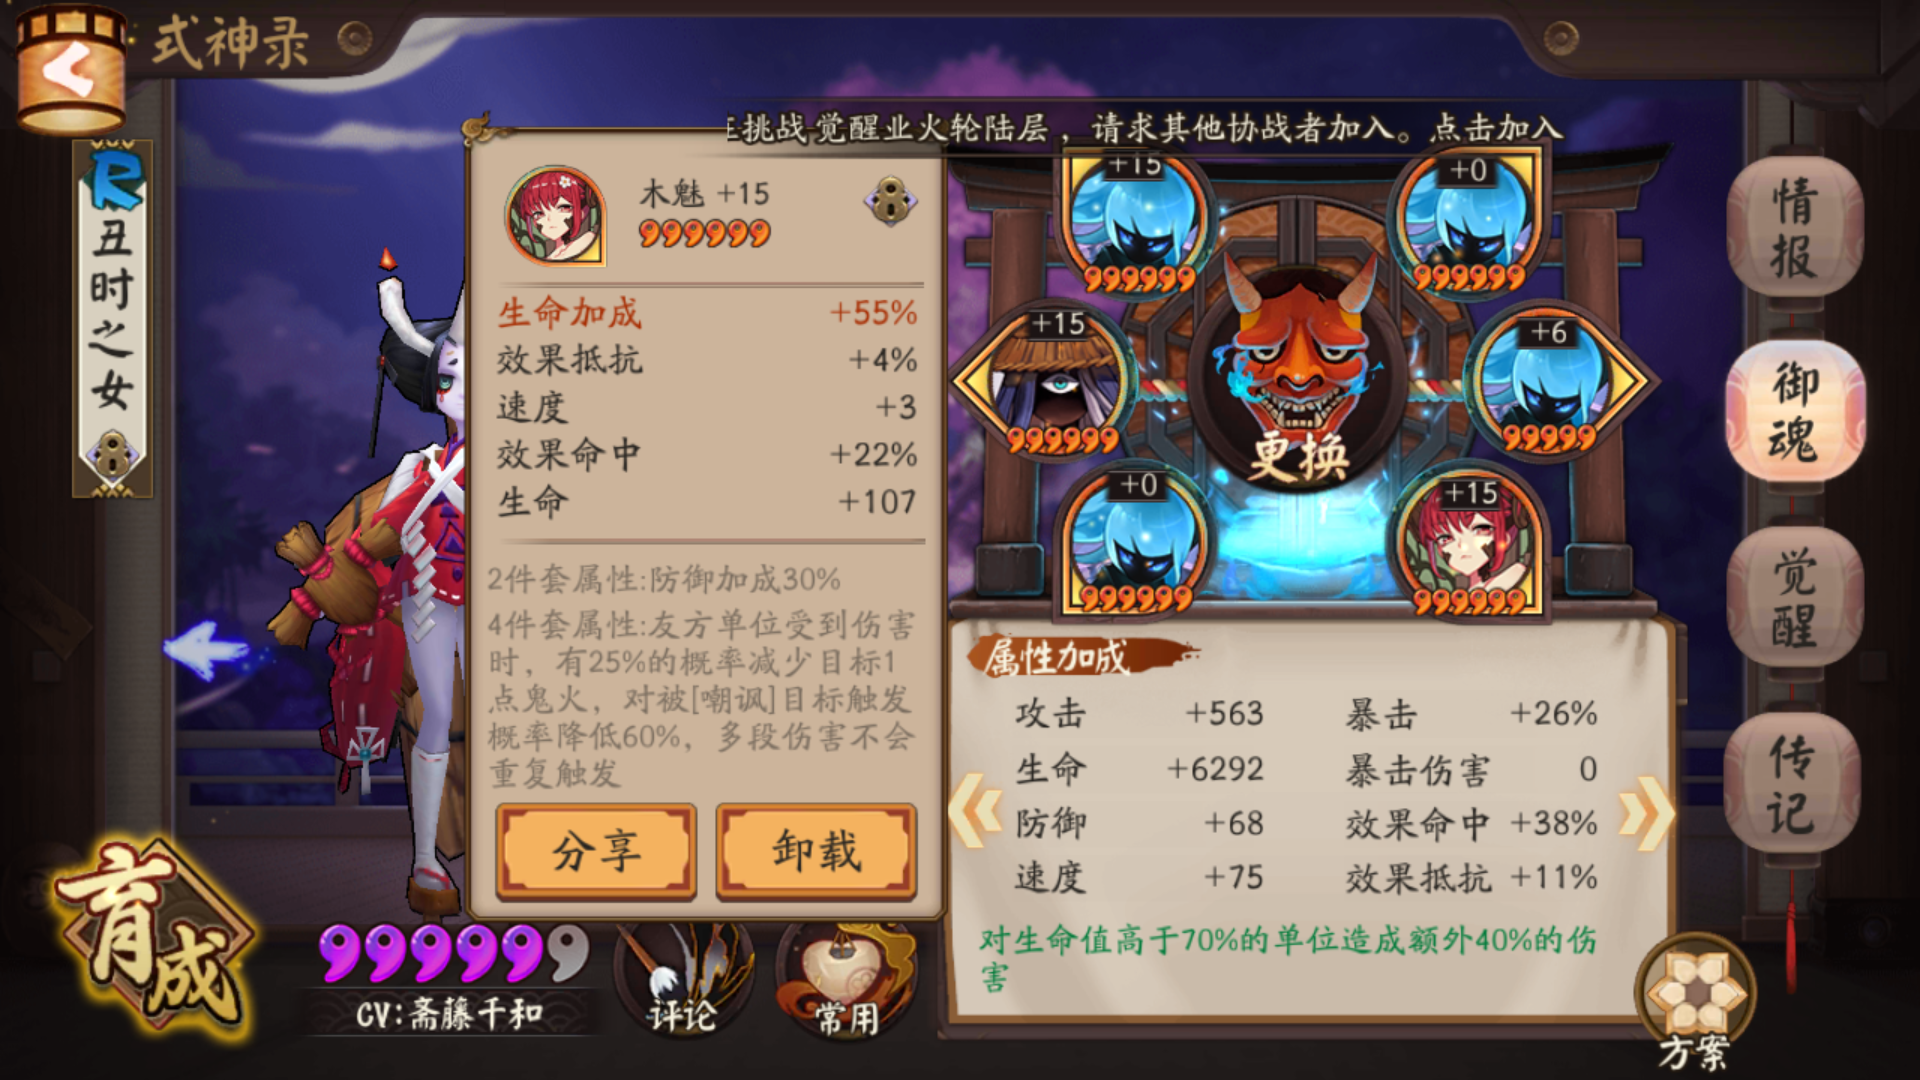 式神录
挑战 觉醒业火轮陆层，请求其他协战者加入。点击加入
R
丑时之女
木魅 +15
生命加成 +55%
效果抵抗 +4%
速度 +3
效果命中 +22%
生命 +107
2件套属性:防御加成30%
4件套属性:友方单位受到伤害
时，有25%的概率减少目标1
点鬼火，对被[嘲讽]目标触发
概率降低60%，多段伤害不会
重复触发
分享 卸载
+15 +0
+15 +6
更换
+0 +15
情报
御魂
觉醒
传记
属性加成
攻击 +563 暴击 +26%
生命 +6292 暴击伤害 0
防御 +68 效果命中 +38%
速度 +75 效果抵抗 +11%
对生命值高于70%的单位造成额外40%的伤
害
育成
CV:斋藤千和
评论
常用
方案